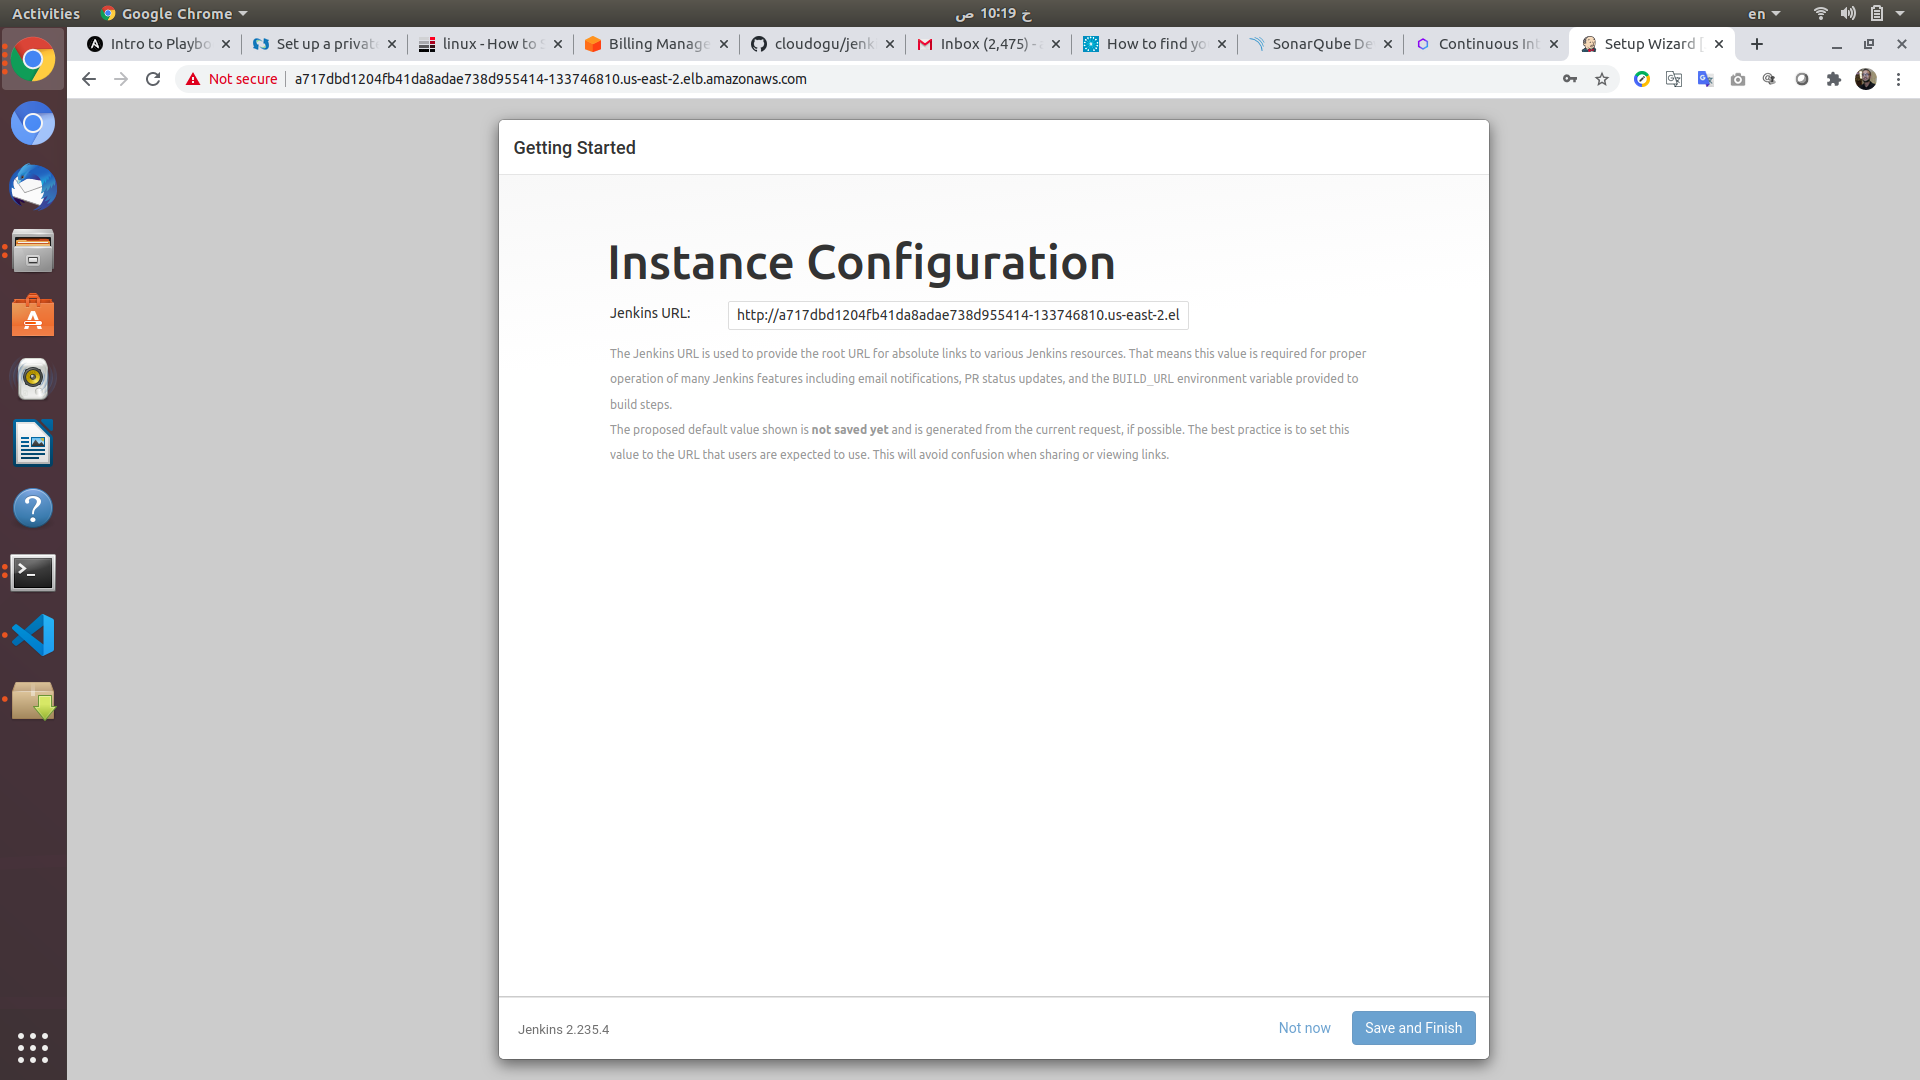 Activities
Google Chrome
خ 10:19 ص
en
Intro to Playbo
Set up a privat
linux - How to S
Billing Manage
cloudogu/jenk
Inbox (2,475) - a
How to find yo
SonarQube De
Continuous Int
Setup Wizard [
Not secure
a717dbd1204fb41da8adae738d955414-133746810.us-east-2.elb.amazonaws.com
Getting Started
Instance Configuration
Jenkins URL:
http://a717dbd1204fb41da8adae738d955414-133746810.us-east-2.el
The Jenkins URL is used to provide the root URL for absolute links to various Jenkins resources. That means this value is required for proper
operation of many Jenkins features including email notifications, PR status updates, and the BUILD_URL environment variable provided to
build steps.
The proposed default value shown is not saved yet and is generated from the current request, if possible. The best practice is to set this
value to the URL that users are expected to use. This will avoid confusion when sharing or viewing links.
Jenkins 2.235.4
Not now
Save and Finish